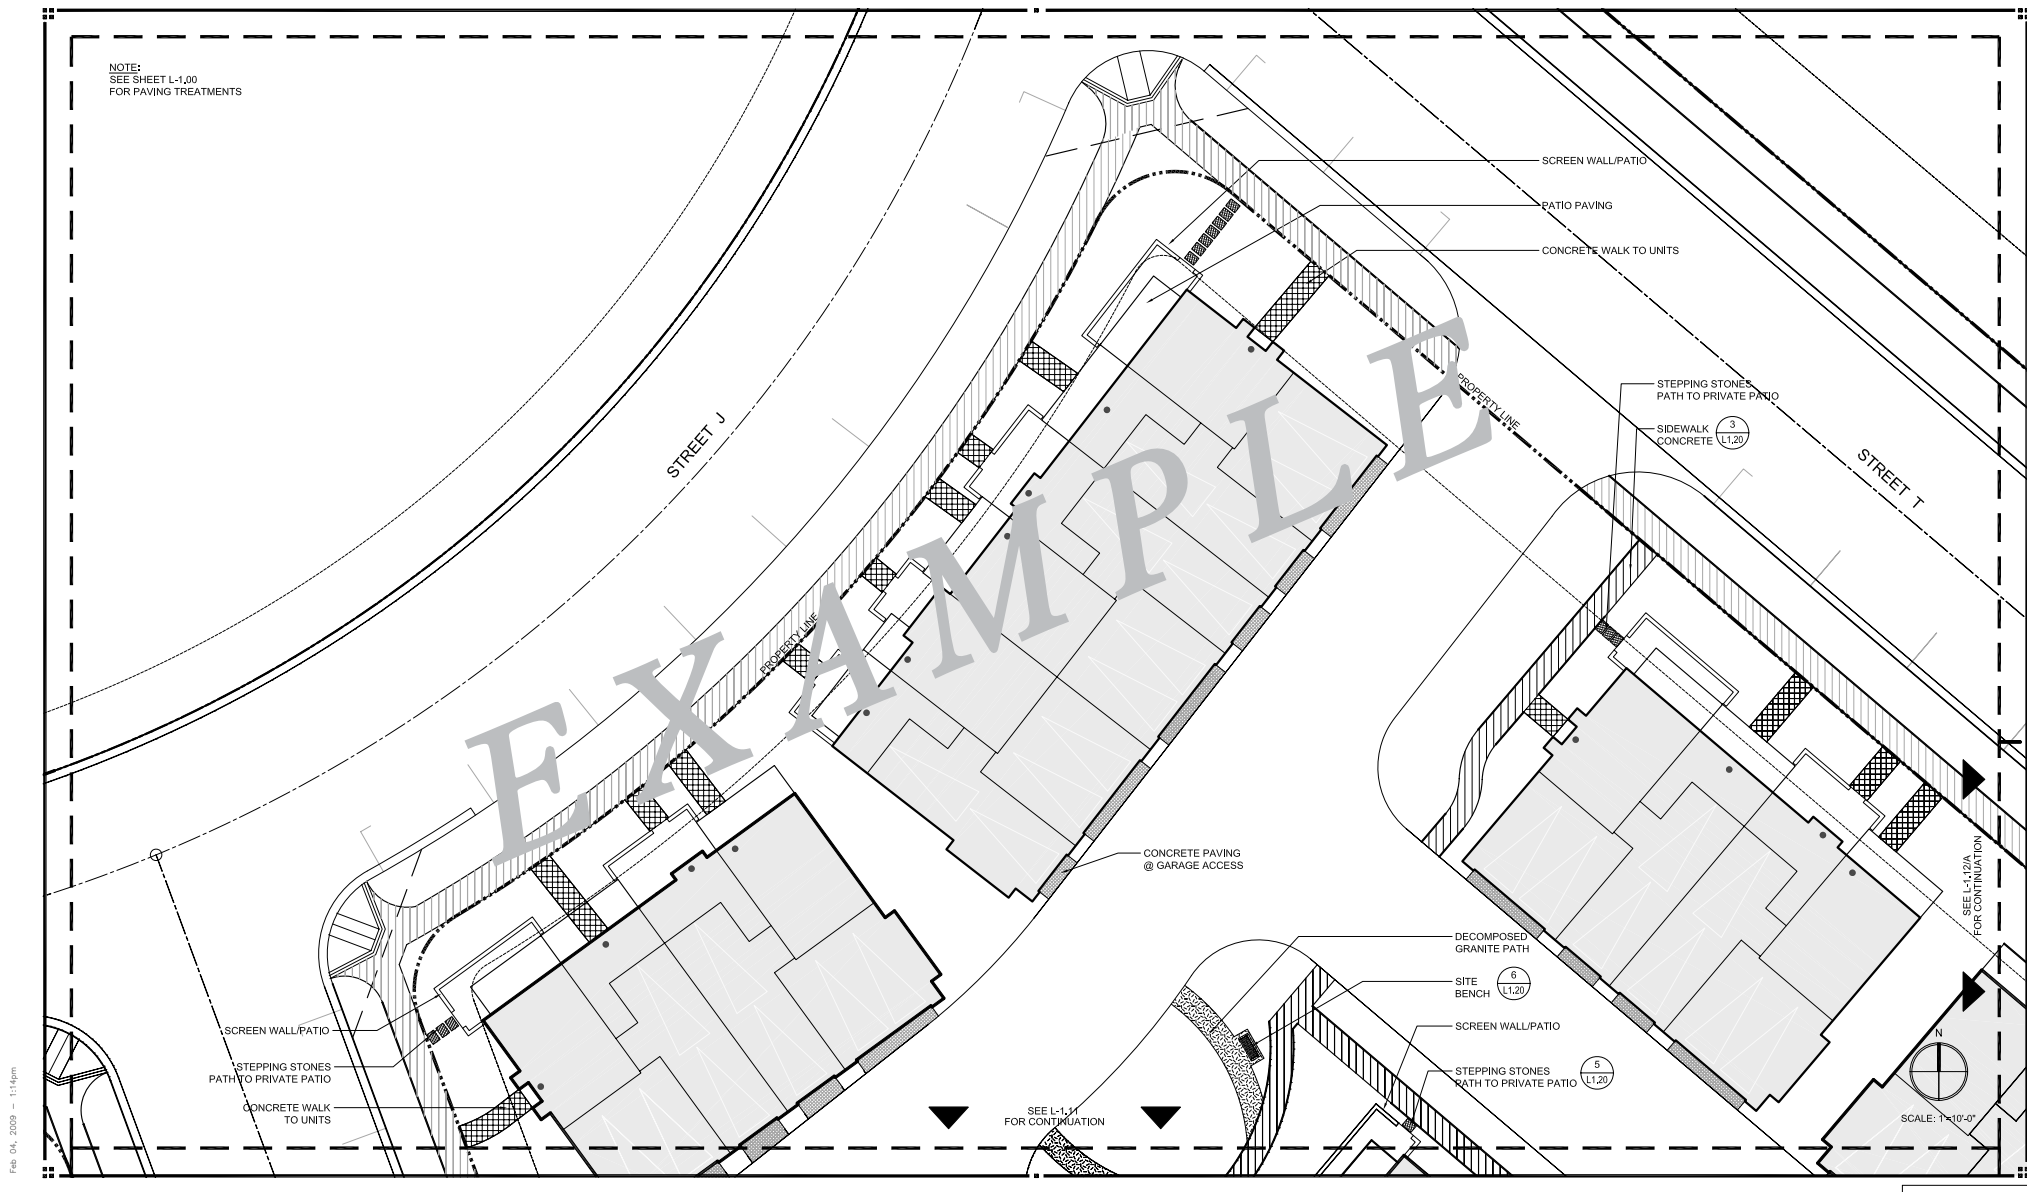 NOTE:
SEE SHEET L-1.00
FOR PAVING TREATMENTS
SCREEN WALL/PATIO
PATIO PAVING
CONCRETE WALK TO UNITS
STREET J
PROPERTY LINE
STEPPING STONES
PATH TO PRIVATE PATIO
SIDEWALK
CONCRETE
3
L1.20
STREET T
EXAMPLE
PROPERTY LINE
CONCRETE PAVING
@ GARAGE ACCESS
SEE L-1.12/A
FOR CONTINUATION
DECOMPOSED
GRANITE PATH
SITE
BENCH
6
L1.20
SCREEN WALL/PATIO
STEPPING STONES
PATH TO PRIVATE PATIO
5
L1.20
SCREEN WALL/PATIO
STEPPING STONES
PATH TO PRIVATE PATIO
CONCRETE WALK
TO UNITS
SEE L-1.11
FOR CONTINUATION
N
SCALE: 1"=10'-0"
Feb 04, 2009 - 1:14pm